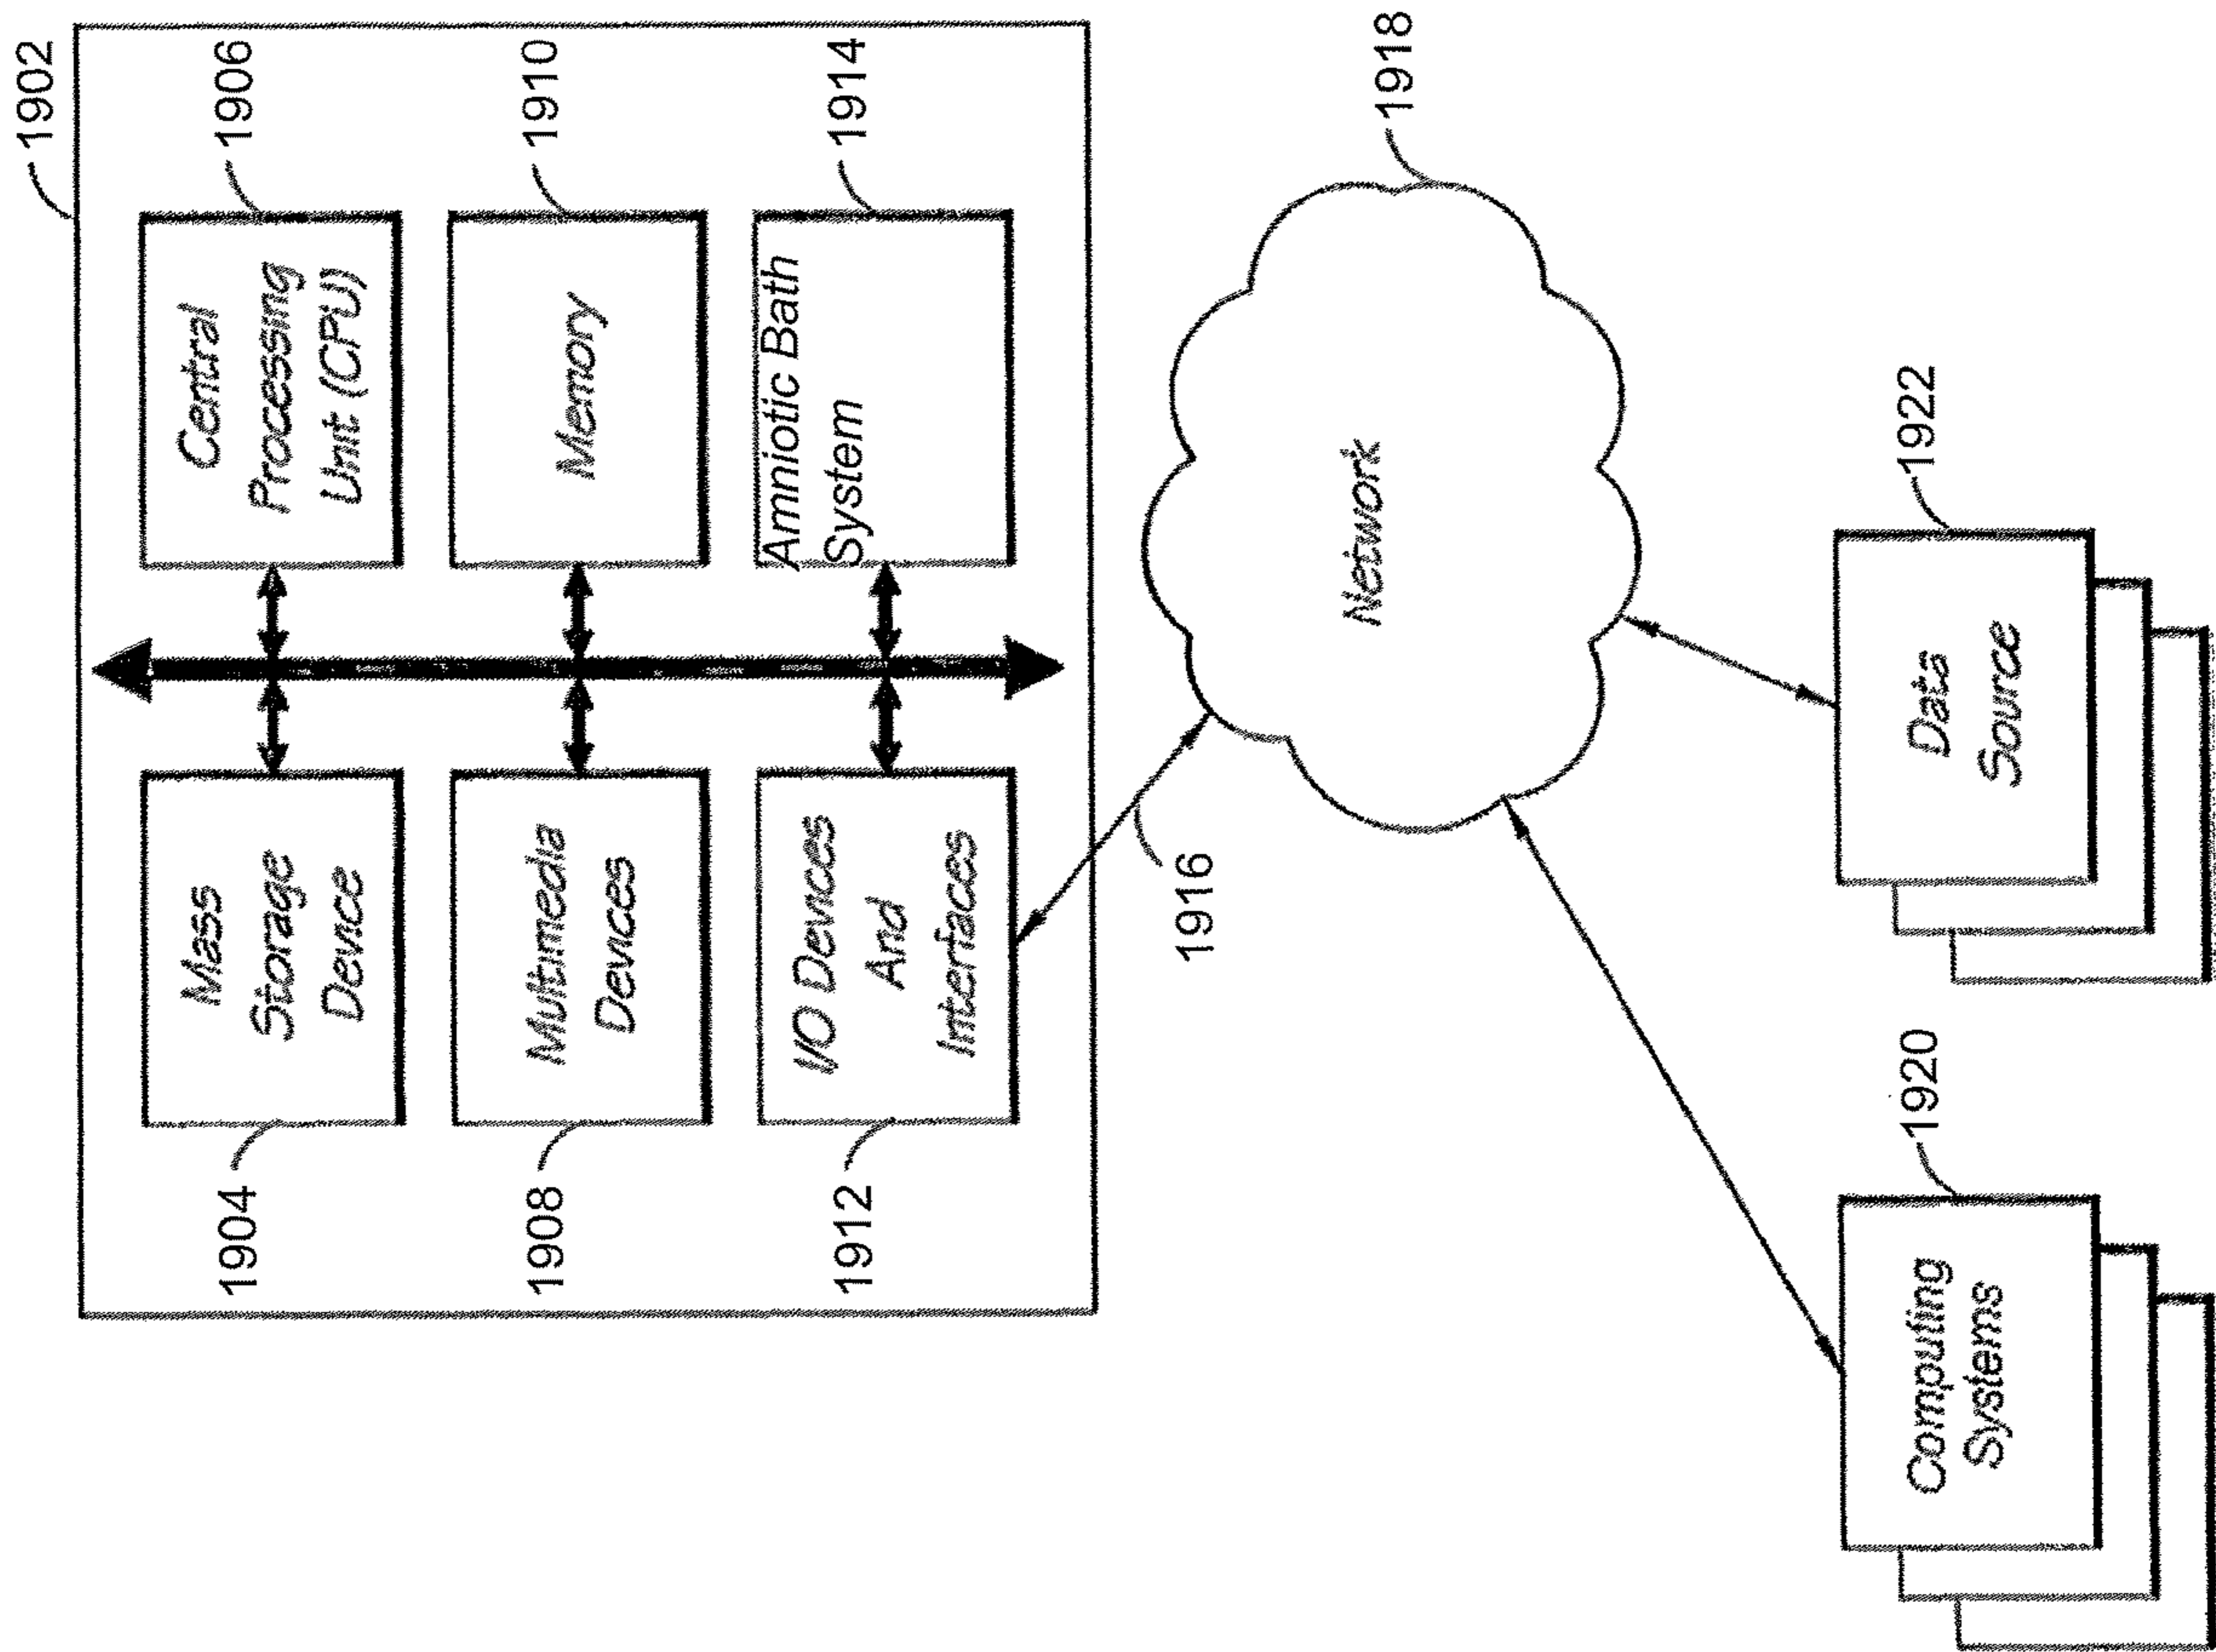 1902
1904
Mass
Storage
Device
Central
Processing
Unit (CPU)
1906
1908
Multimedia
Devices
Memory
1910
1912
I/O Devices
And
Interfaces
Amniotic Bath
System
1914
1916
Network
1918
1920
Computing
Systems
Data
Source
1922